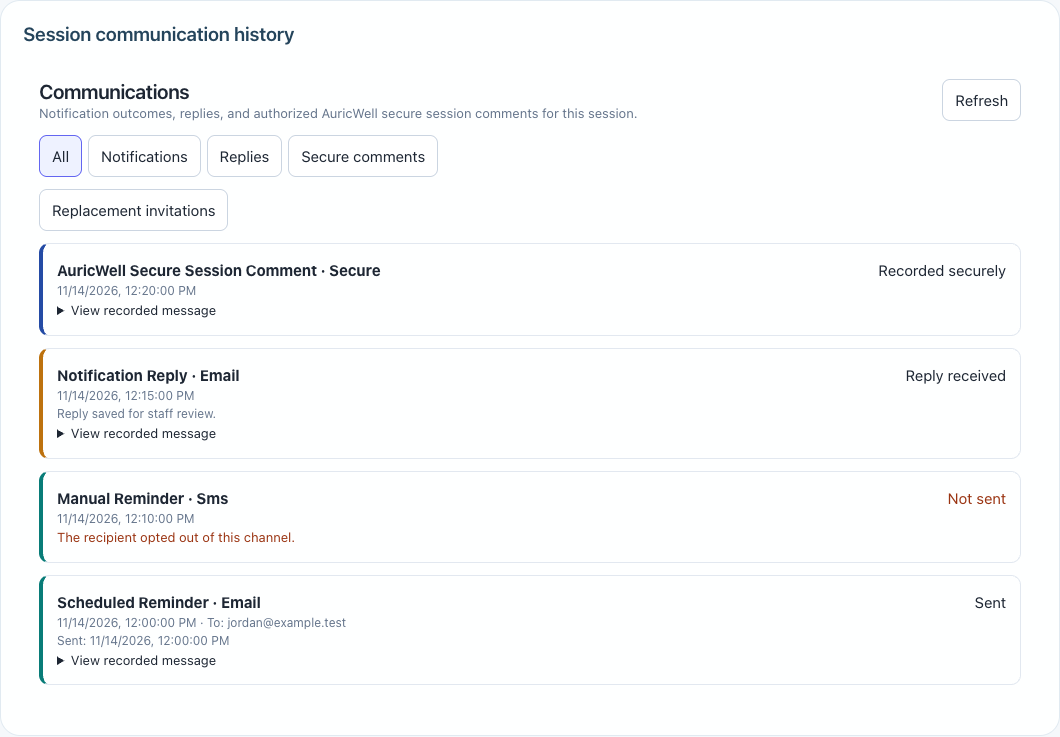 Session communication history
Communications
Notification outcomes, replies, and authorized AuricWell secure session comments for this session.
Refresh
All
Notifications
Replies
Secure comments
Replacement invitations
AuricWell Secure Session Comment · Secure
Recorded securely
11/14/2026, 12:20:00 PM
View recorded message
Notification Reply · Email
Reply received
11/14/2026, 12:15:00 PM
Reply saved for staff review.
View recorded message
Manual Reminder · Sms
Not sent
11/14/2026, 12:10:00 PM
The recipient opted out of this channel.
Scheduled Reminder · Email
Sent
11/14/2026, 12:00:00 PM · To: jordan@example.test
Sent: 11/14/2026, 12:00:00 PM
View recorded message